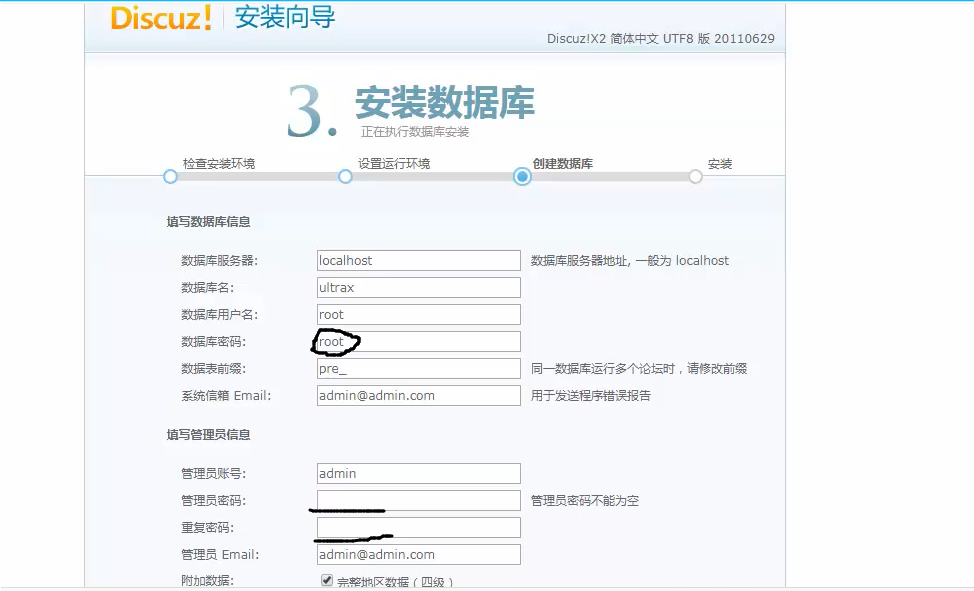 Discuz! 安装向导
Discuz!X2 简体中文 UTF8 版 20110629
3. 安装数据库
正在执行数据库安装
检查安装环境 设置运行环境 创建数据库 安装
填写数据库信息
数据库服务器: localhost 数据库服务器地址, 一般为 localhost
数据库名: ultrax
数据库用户名: root
数据库密码: root
数据表前缀: pre_ 同一数据库运行多个论坛时，请修改前缀
系统信箱 Email: admin@admin.com 用于发送程序错误报告
填写管理员信息
管理员账号: admin
管理员密码: 管理员密码不能为空
重复密码:
管理员 Email: admin@admin.com
附加数据: 完整地区数据（四级）